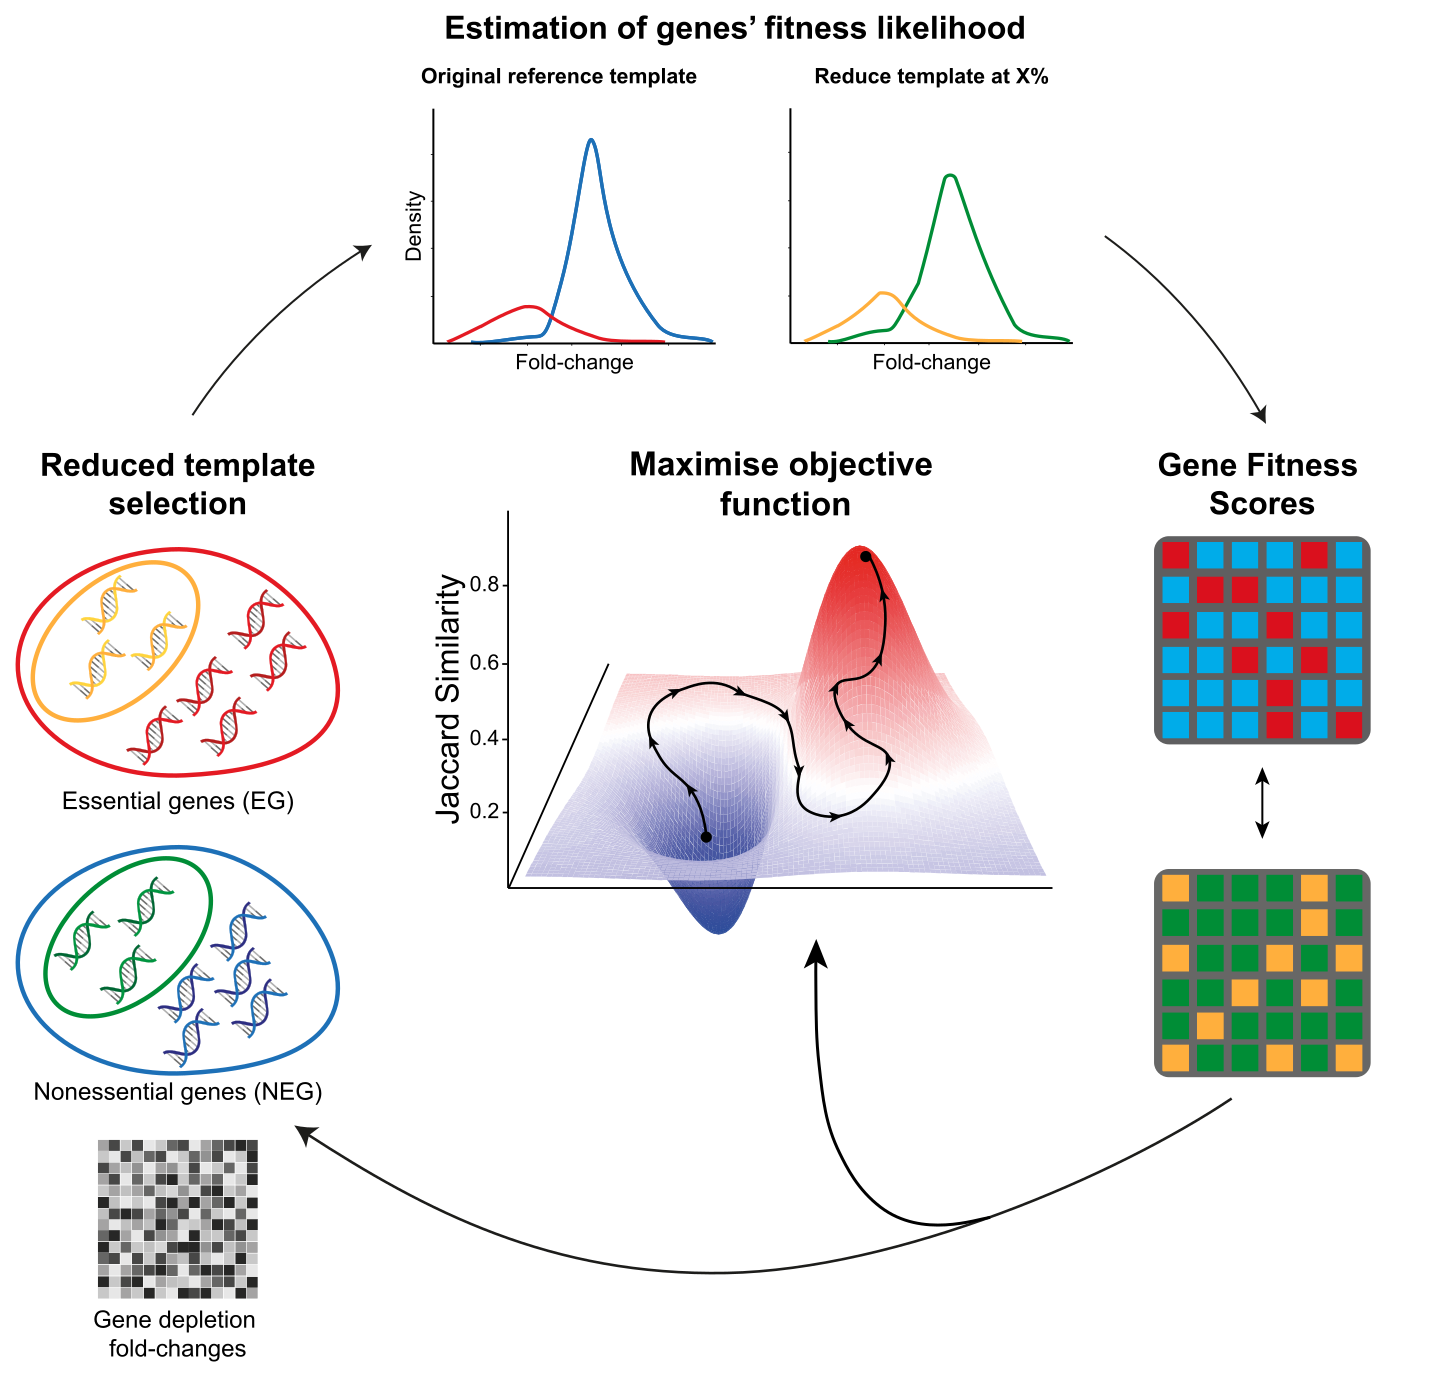 Estimation of genes’ fitness likelihood
Original reference template
Reduce template at X%
Density
Fold-change
Fold-change
Reduced template
selection
Maximise objective
function
Gene Fitness
Scores
Jaccard Similarity
0.8
0.6
0.4
0.2
Essential genes (EG)
Nonessential genes (NEG)
Gene depletion
fold-changes